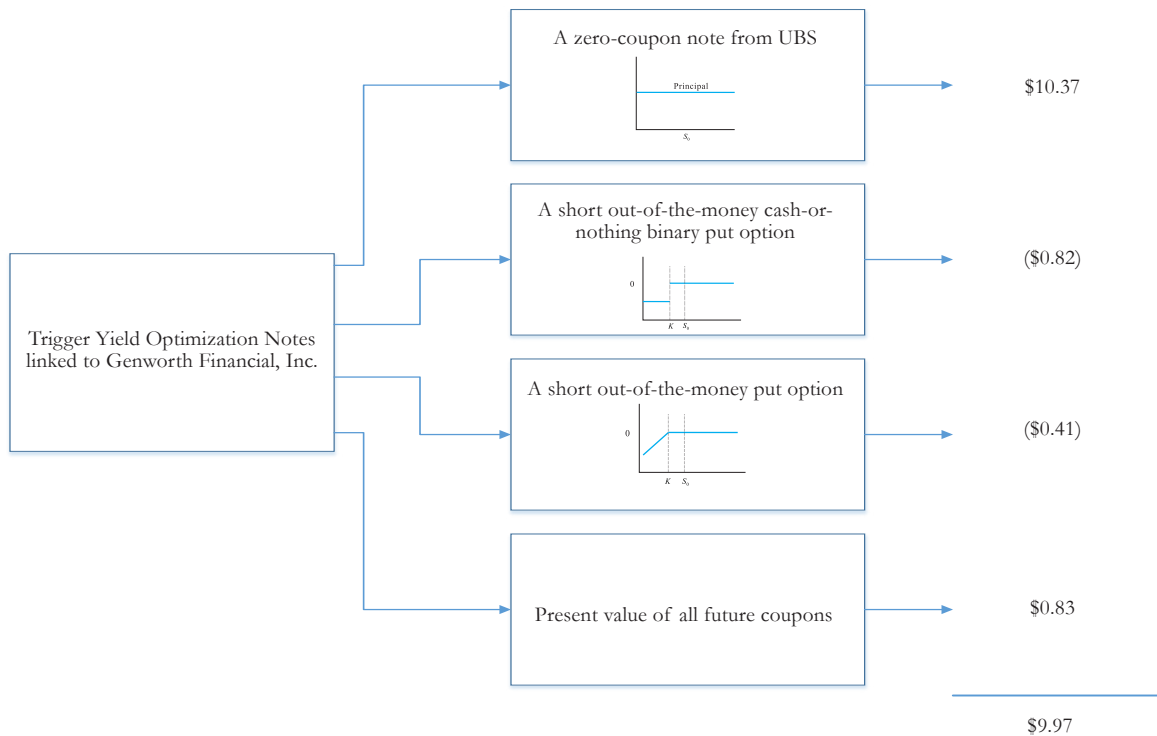 A zero-coupon note from UBS
Principal
S0
$10.37
A short out-of-the-money cash-or-
nothing binary put option
0
K S0
($0.82)
Trigger Yield Optimization Notes
linked to Genworth Financial, Inc.
A short out-of-the-money put option
0
K S0
($0.41)
Present value of all future coupons
$0.83
$9.97